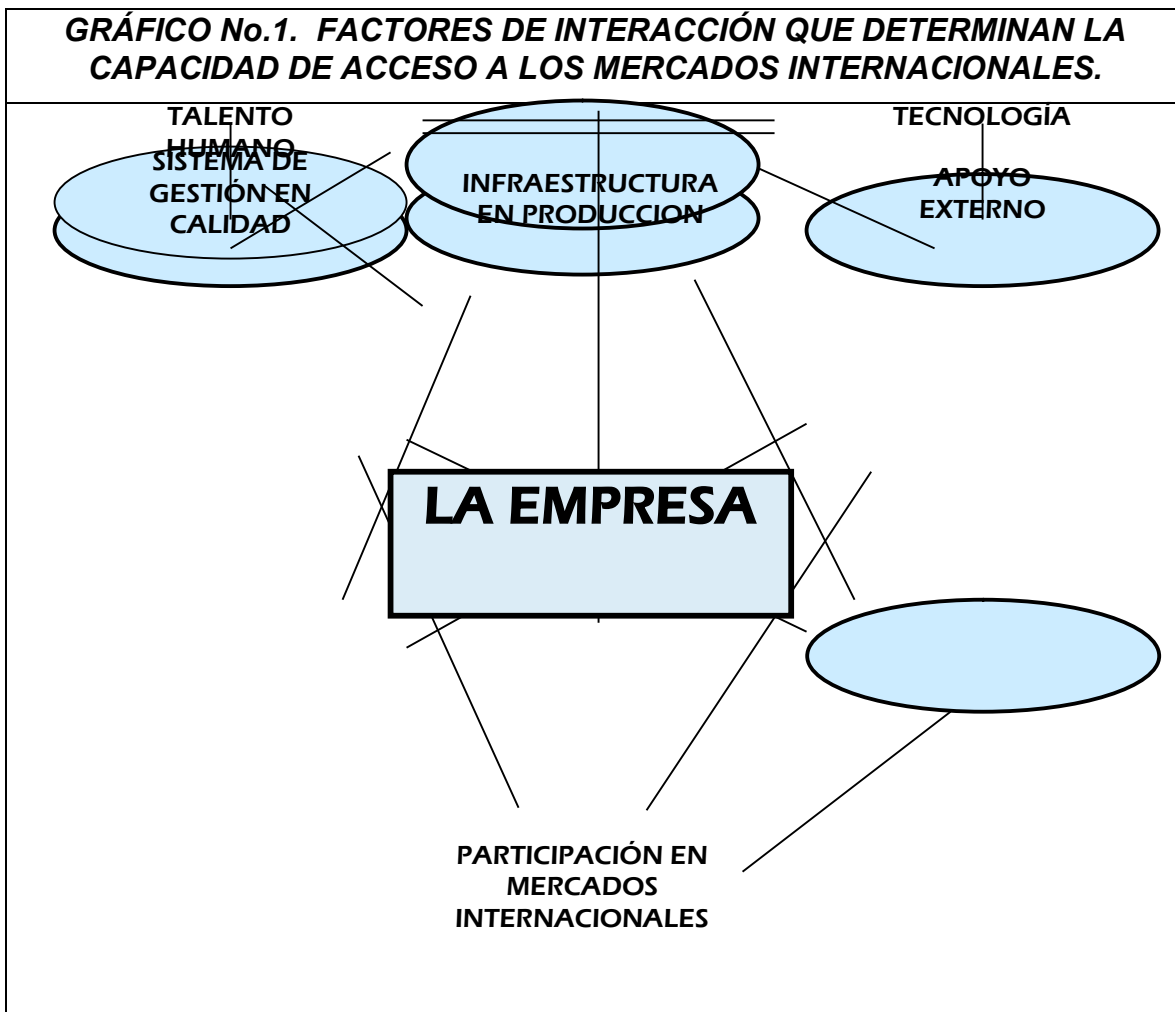 GRÁFICO No.1. FACTORES DE INTERACCIÓN QUE DETERMINAN LA
CAPACIDAD DE ACCESO A LOS MERCADOS INTERNACIONALES.
TALENTO
HUMANO
SISTEMA DE
GESTIÓN EN
CALIDAD
INFRAESTRUCTURA
EN PRODUCCION
TECNOLOGÍA
APOYO
EXTERNO
LA EMPRESA
PARTICIPACIÓN EN
MERCADOS
INTERNACIONALES